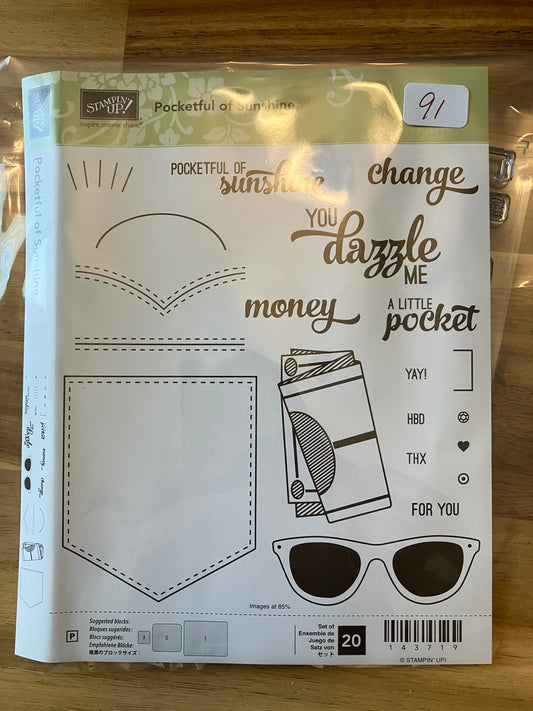 STAMPIN' UP!
inspire.create.share.
Pocketful of Sunshine
91
Pocketful of Sunshine
POCKETFUL OF
sunshine
change
YOU
dazzle
ME
money
A LITTLE
pocket
YAY!
HBD
THX
FOR YOU
Images at 85%
P
Suggested blocks:
Bloques sugeridos:
Blocs suggérés:
Empfohlene Blöcke:
推奨のブロックサイズ:
A
D
E
Set of
Ensemble de
Juego de
Satz von
セット
20
143719
© STAMPIN' UP!